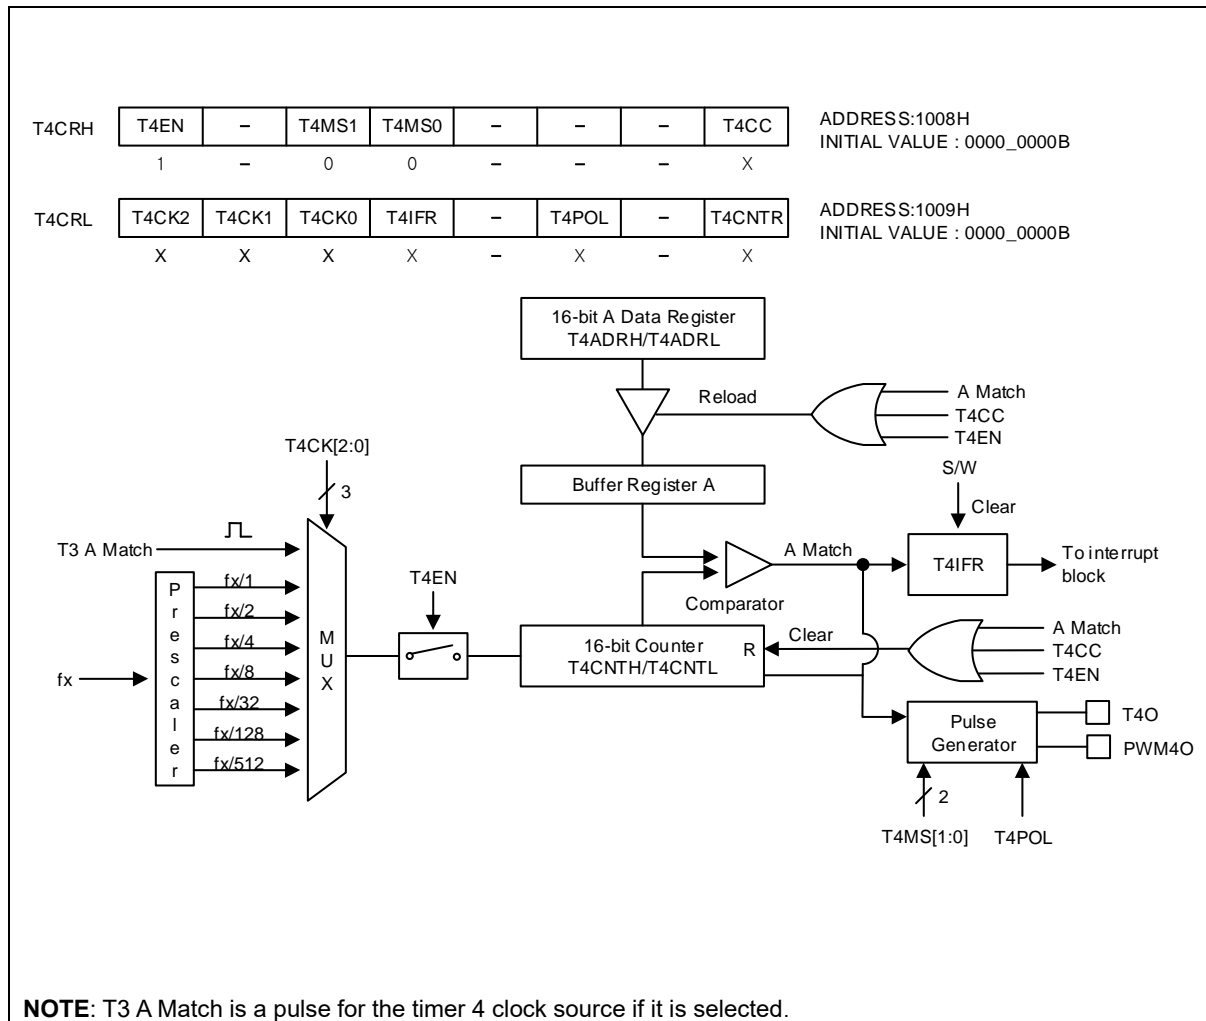 T4CRH T4EN – T4MS1 T4MS0 – – – T4CC ADDRESS:1008H
INITIAL VALUE : 0000_0000B
1 – 0 0 – – – X
T4CRL T4CK2 T4CK1 T4CK0 T4IFR – T4POL – T4CNTR ADDRESS:1009H
INITIAL VALUE : 0000_0000B
X X X X – X – X
16-bit A Data Register
T4ADRH/T4ADRL
Reload
A Match
T4CC
T4EN
T4CK[2:0]
3
Buffer Register A
S/W
Clear
T3 A Match
A Match
T4IFR
To interrupt
block
Comparator
Prescaler
fx
fx/1
fx/2
fx/4
fx/8
fx/32
fx/128
fx/512
MUX
T4EN
16-bit Counter
T4CNTH/T4CNTL
R
Clear
A Match
T4CC
T4EN
Pulse
Generator
T4O
PWM4O
2
T4MS[1:0]
T4POL
NOTE: T3 A Match is a pulse for the timer 4 clock source if it is selected.